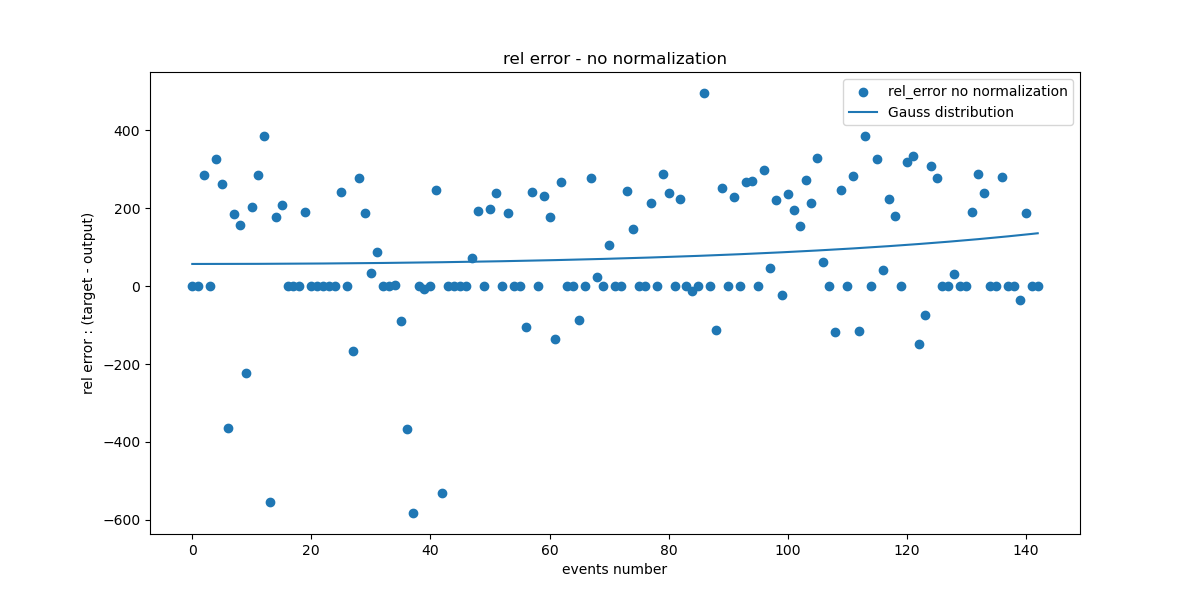 rel error - no normalization
rel_error no normalization
Gauss distribution
rel error : (target - output)
400
200
0
−200
−400
−600
0 20 40 60 80 100 120 140
events number